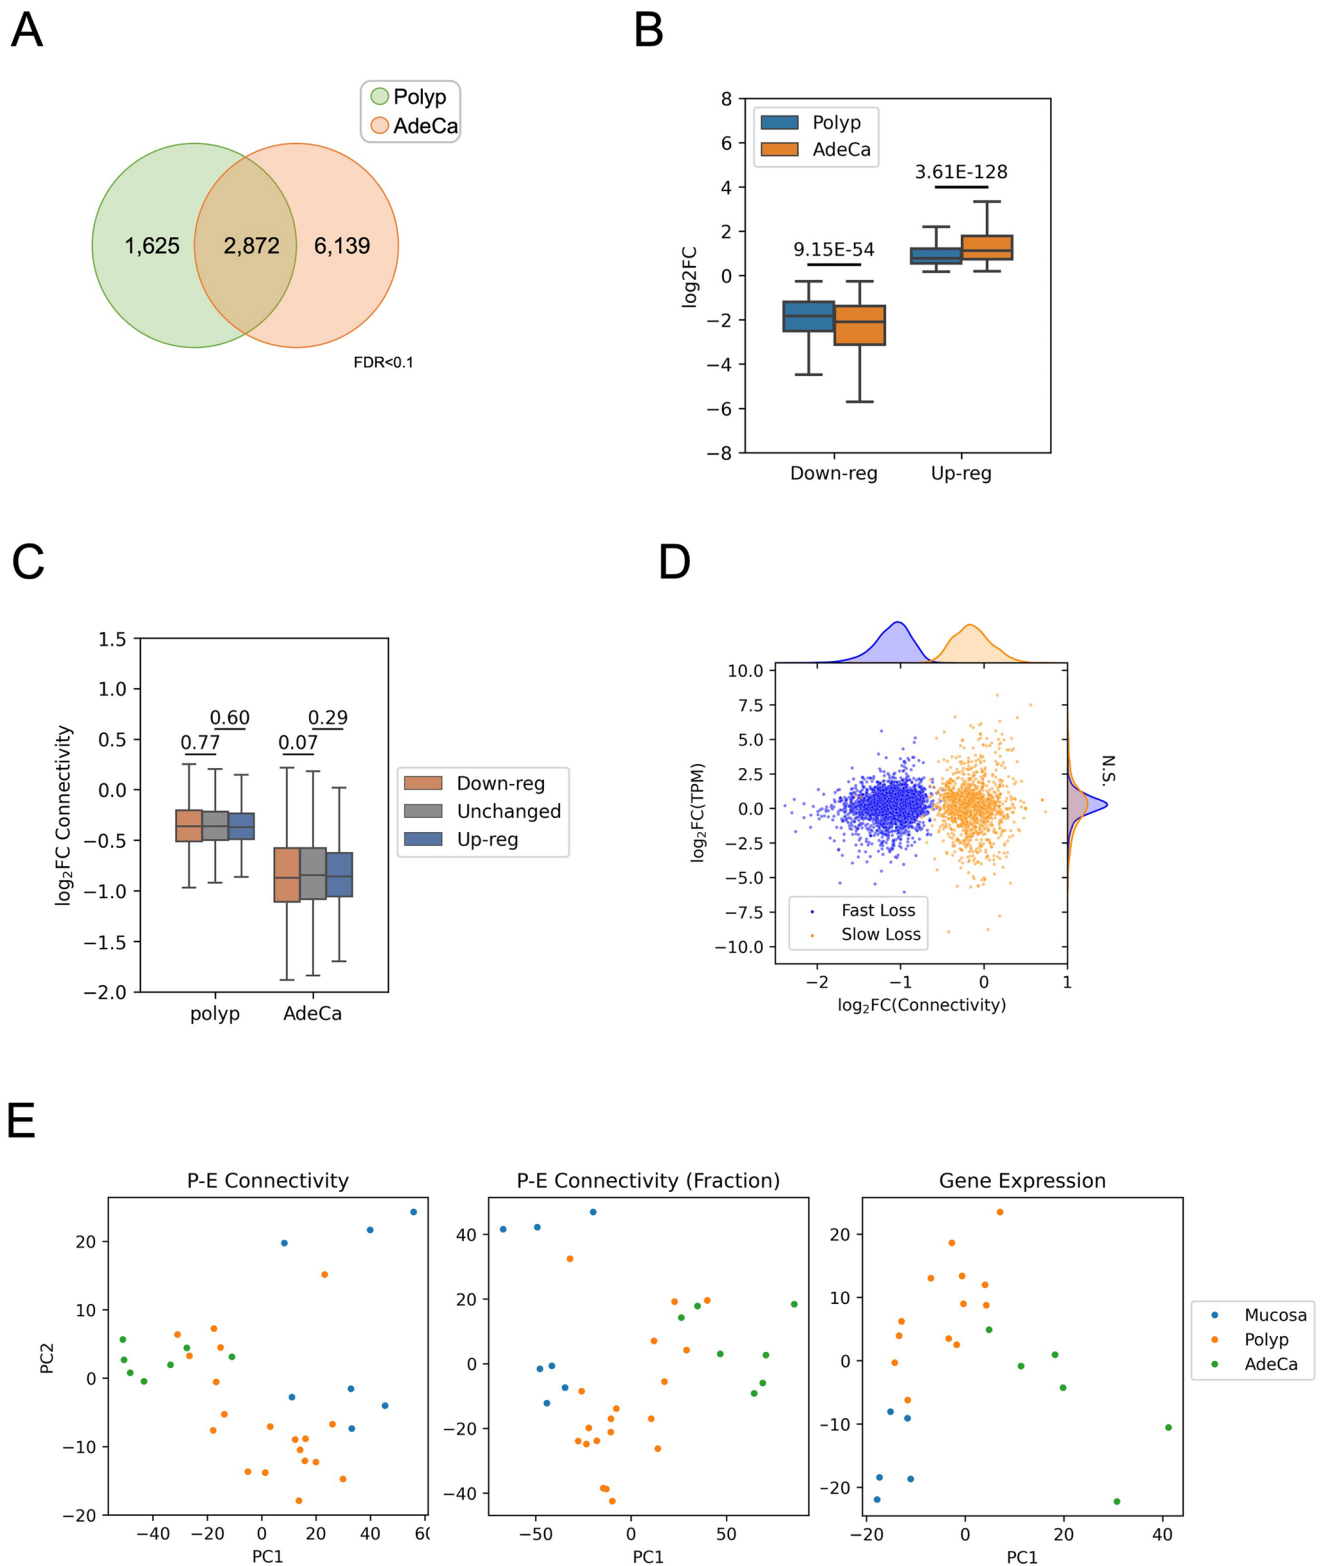 A
Polyp
AdeCa
1,625
2,872
6,139
FDR<0.1
B
8
6
4
2
0
−2
−4
−6
−8
log2FC
Polyp
AdeCa
9.15E-54
3.61E-128
Down-reg
Up-reg
C
1.5
1.0
0.5
0.0
−0.5
−1.0
−1.5
−2.0
log₂FC Connectivity
0.77
0.60
0.07
0.29
polyp
AdeCa
Down-reg
Unchanged
Up-reg
D
10.0
7.5
5.0
2.5
0.0
−2.5
−5.0
−7.5
−10.0
log₂FC(TPM)
N.S.
Fast Loss
Slow Loss
−2
−1
0
1
log₂FC(Connectivity)
E
P-E Connectivity
20
10
0
−10
−20
PC2
−40
−20
0
20
40
PC1
P-E Connectivity (Fraction)
40
20
0
−20
−40
−50
0
50
PC1
Gene Expression
20
10
0
−10
−20
−20
0
20
40
PC1
Mucosa
Polyp
AdeCa